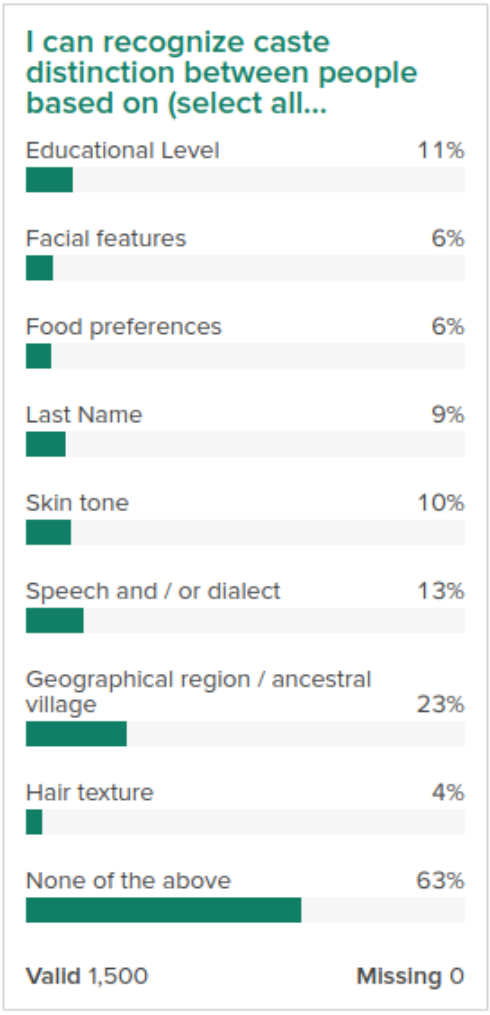 I can recognize caste
distinction between people
based on (select all...
Educational Level 11%
Facial features 6%
Food preferences 6%
Last Name 9%
Skin tone 10%
Speech and / or dialect 13%
Geographical region / ancestral
village 23%
Hair texture 4%
None of the above 63%
Valid 1,500 Missing 0